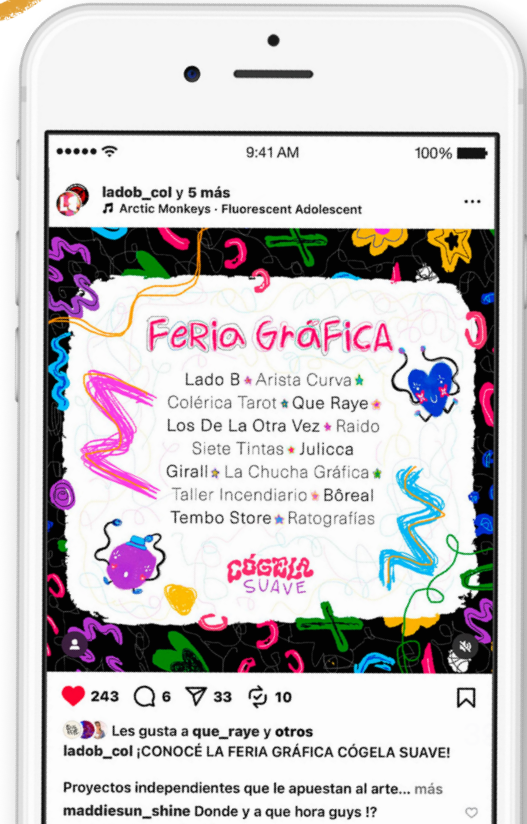 9:41 AM
100%
ladob_col y 5 más
Arctic Monkeys · Fluorescent Adolescent
FeRia GráFiCA
Lado B ★ Arista Curva ★
Colérica Tarot ★ Que Raye ★
Los De La Otra Vez ★ Raido
Siete Tintas ★ Julicca
Girall ★ La Chucha Gráfica ★
Taller Incendiario ★ Bôreal
Tembo Store ★ Ratografías
CÓGELA
SUAVE
243 6 33 10
Les gusta a que_raye y otros
ladob_col ¡CONOCÉ LA FERIA GRÁFICA CÓGELA SUAVE!
Proyectos independientes que le apuestan al arte... más
maddiesun_shine Donde y a que hora guys !?